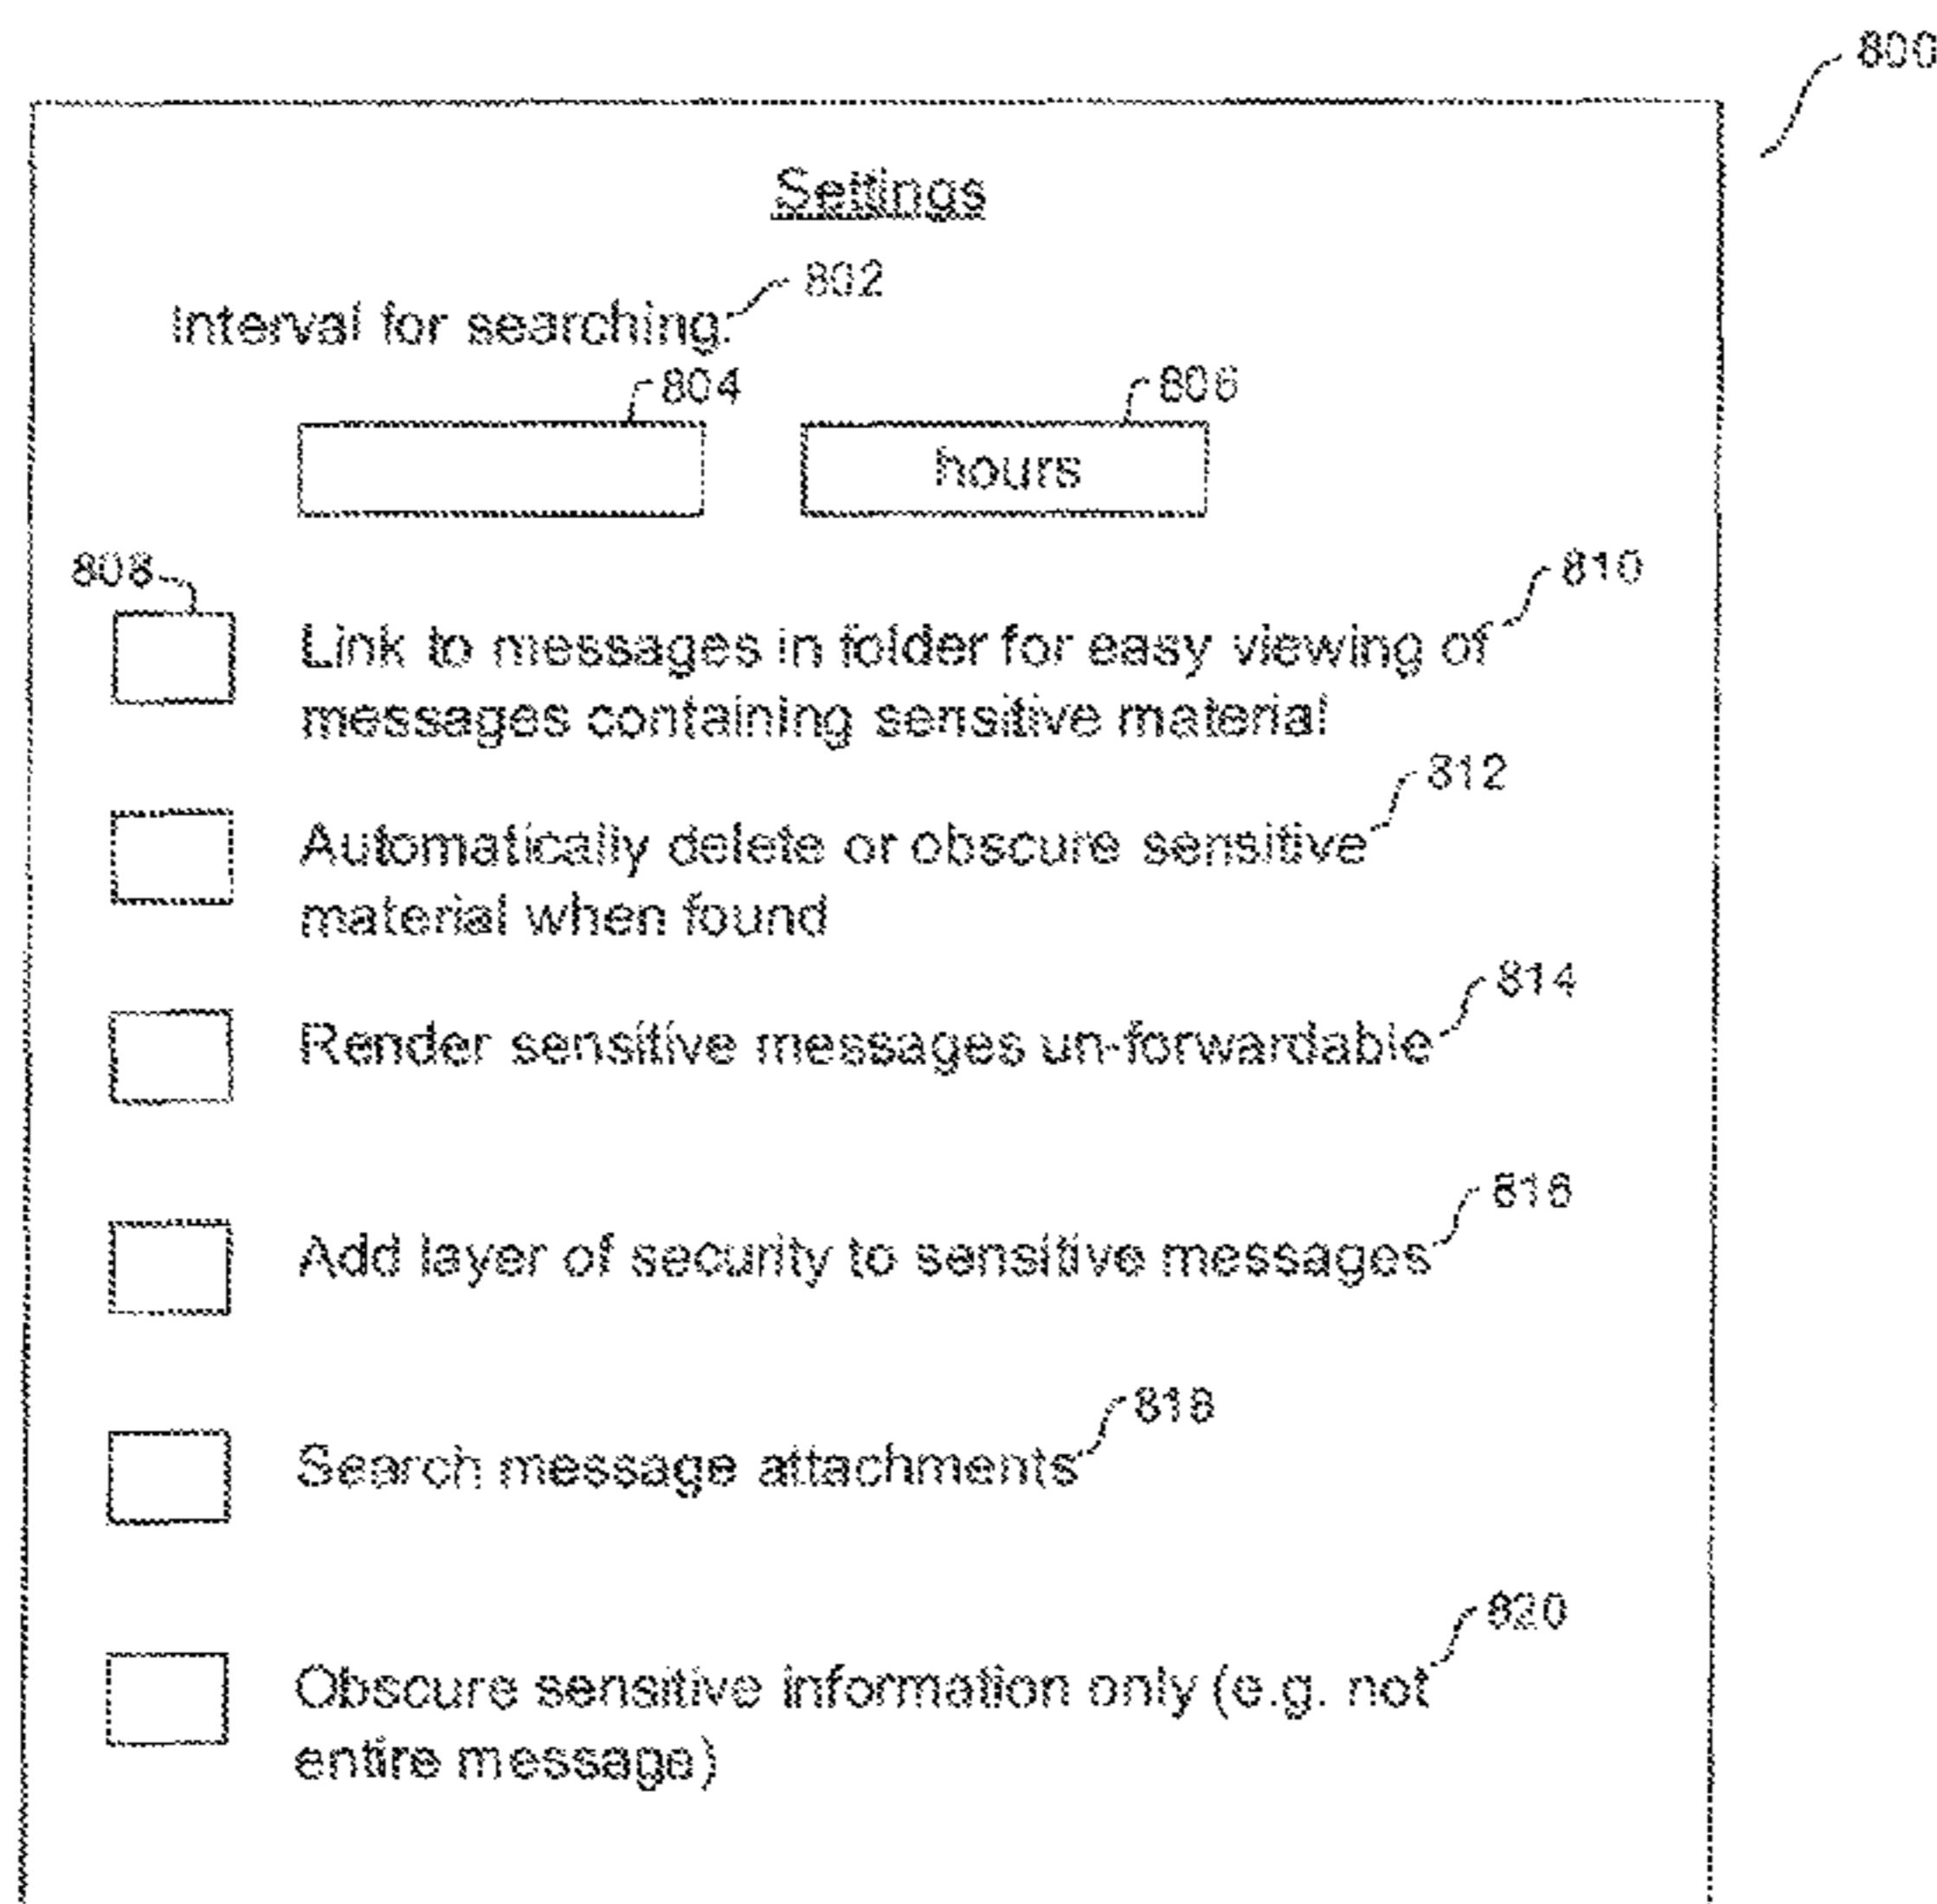 800
Settings
Interval for searching:
802
804
806
hours
808
810
Link to messages in folder for easy viewing of
messages containing sensitive material
812
Automatically delete or obscure sensitive
material when found
814
Render sensitive messages un-forwardable
816
Add layer of security to sensitive messages
818
Search message attachments
820
Obscure sensitive information only (e.g. not
entire message)